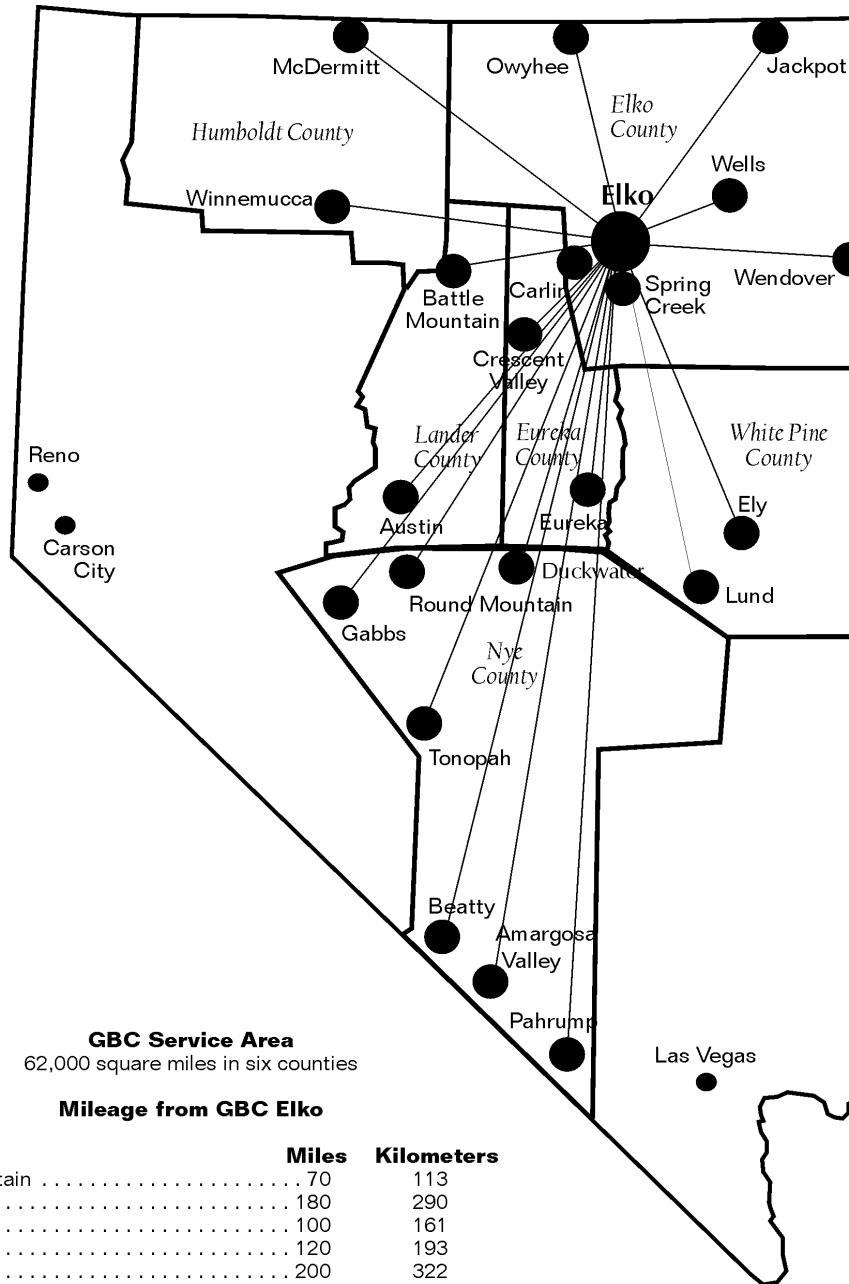 McDermitt
Owyhee
Jackpot
Elko
County
Humboldt County
Wells
Elko
Winnemucca
Battle
Mountain
Carlin
Spring
Creek
Wendover
Crescent
Valley
Lander
County
Eureka
County
White Pine
County
Reno
Carson
City
Austin
Eureka
Ely
Duckwater
Lund
Gabbs
Round Mountain
Nye
County
Tonopah
Beatty
Amargosa
Valley
Pahrump
Las Vegas
GBC Service Area
62,000 square miles in six counties
Mileage from GBC Elko
Miles Kilometers
tain . . . . . . . . . . . . . . . . . . . . . . . 70 113
. . . . . . . . . . . . . . . . . . . . . . . . . 180 290
. . . . . . . . . . . . . . . . . . . . . . . . . 100 161
. . . . . . . . . . . . . . . . . . . . . . . . . 120 193
. . . . . . . . . . . . . . . . . . . . . . . . . 200 322